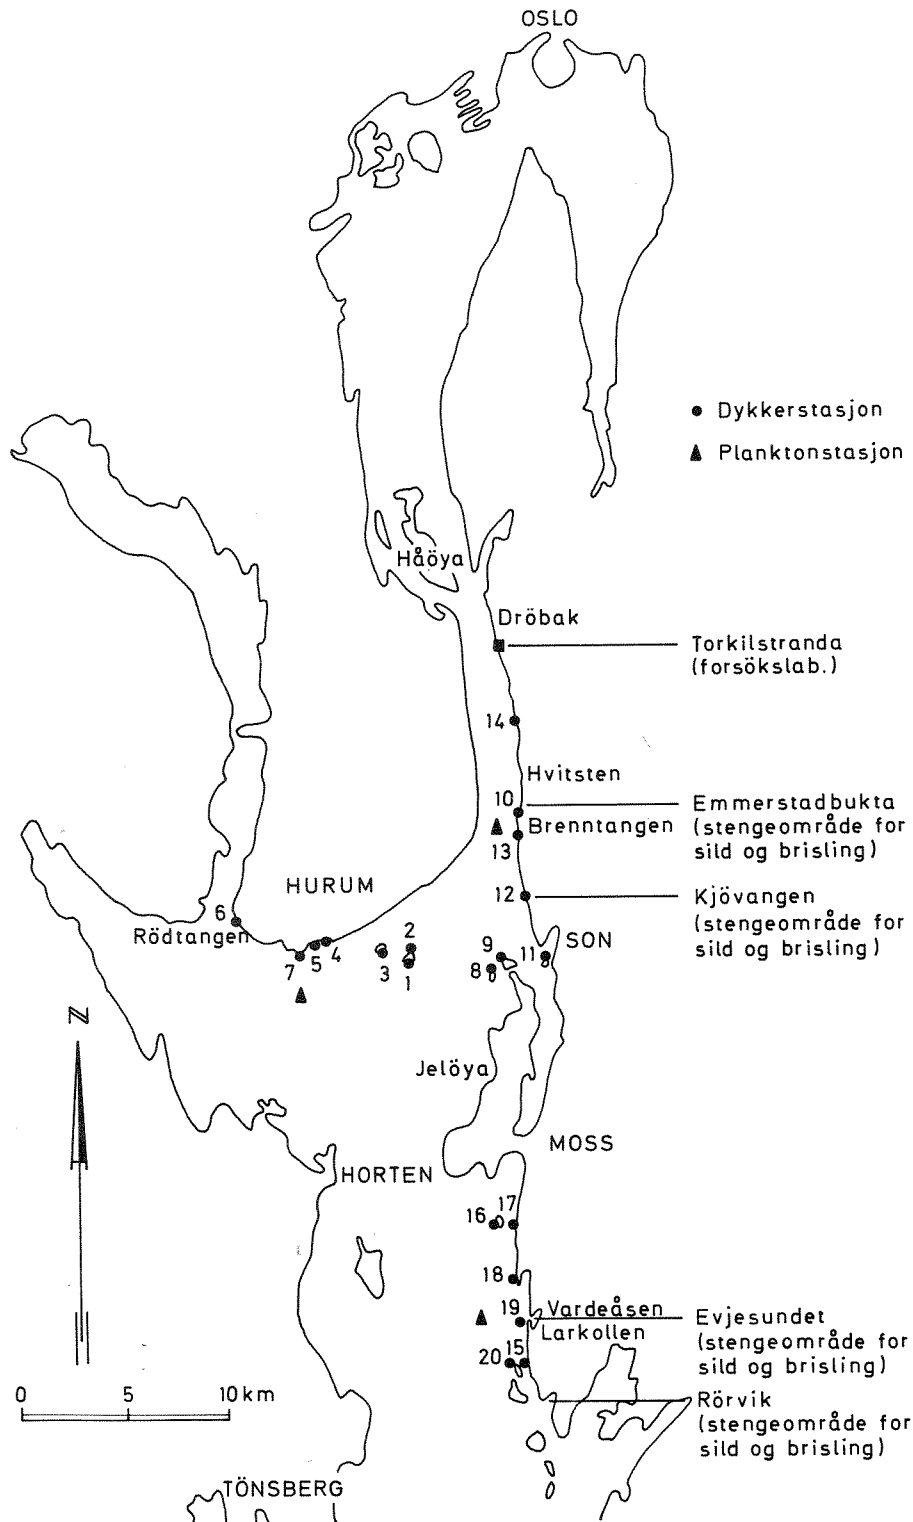 OSLO
● Dykkerstasjon
▲ Planktonstasjon
Håöya
Dröbak
Torkilstranda
(forsökslab.)
14
Hvitsten
10
Emmerstadbukta
(stengeområde for
sild og brisling)
Brenntangen
13
12
Kjövangen
(stengeområde for
sild og brisling)
HURUM
6
Rödtangen
7
5
4
3
2
1
9
8
11
SON
N
Jelöya
MOSS
HORTEN
16
17
18
19
Vardeåsen
Larkollen
Evjesundet
(stengeområde for
sild og brisling)
20
15
Rörvik
(stengeområde for
sild og brisling)
0 5 10 km
TÖNSBERG